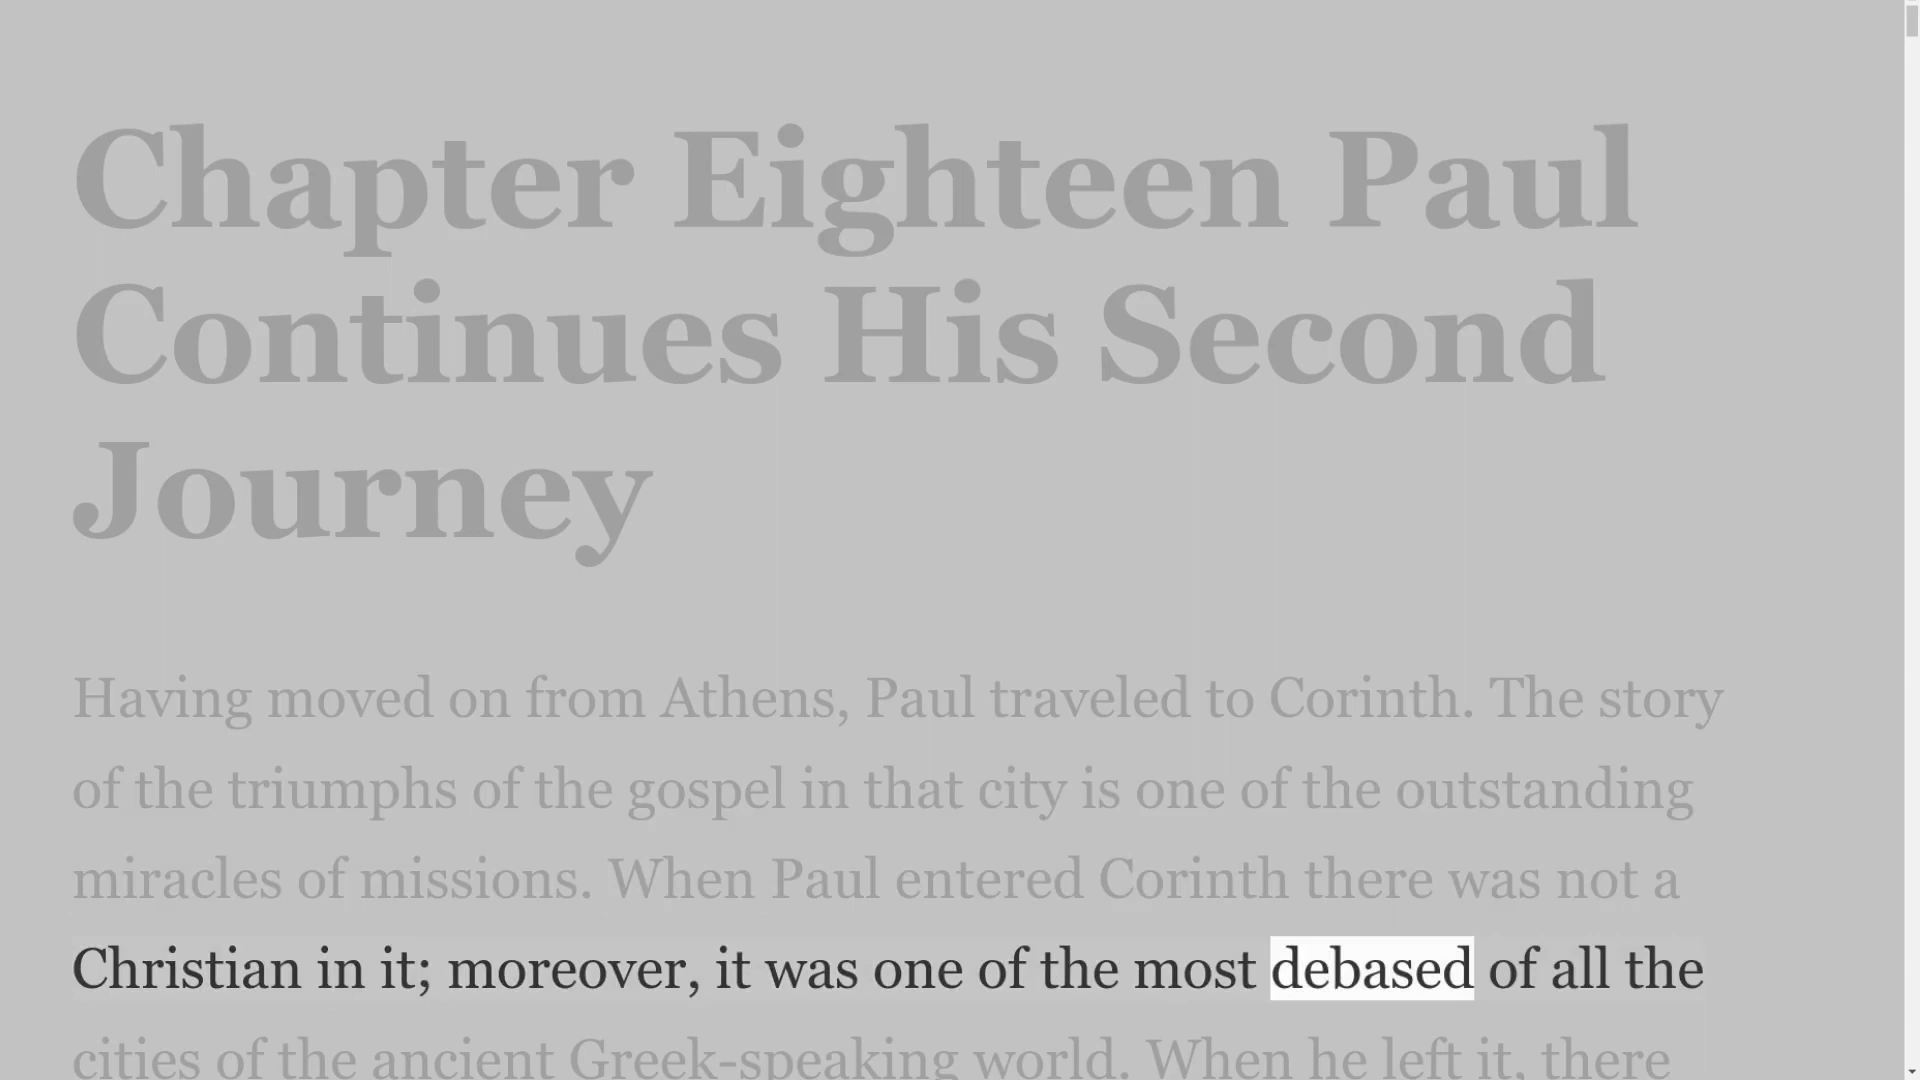 Chapter Eighteen Paul
Continues His Second
Journey
Having moved on from Athens, Paul traveled to Corinth. The story
of the triumphs of the gospel in that city is one of the outstanding
miracles of missions. When Paul entered Corinth there was not a
Christian in it; moreover, it was one of the most debased of all the
cities of the ancient Greek-speaking world. When he left it, there